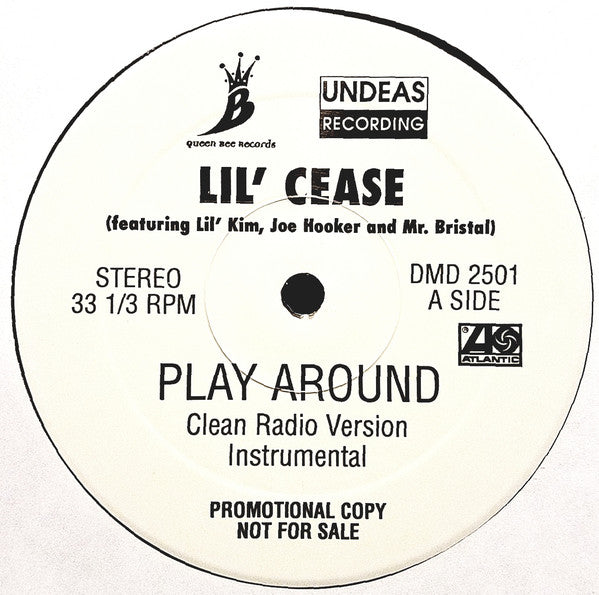 B
Queen Bee Records
UNDEAS
RECORDING
LIL' CEASE
(featuring Lil' Kim, Joe Hooker and Mr. Bristal)
STEREO
33 1/3 RPM
DMD 2501
A SIDE
ATLANTIC
PLAY AROUND
Clean Radio Version
Instrumental
PROMOTIONAL COPY
NOT FOR SALE